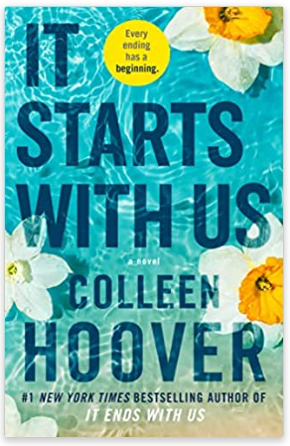 Every
ending
has a
beginning.
IT
STARTS
WITH US
a novel
COLLEEN
HOOVER
#1 NEW YORK TIMES BESTSELLING AUTHOR OF
IT ENDS WITH US